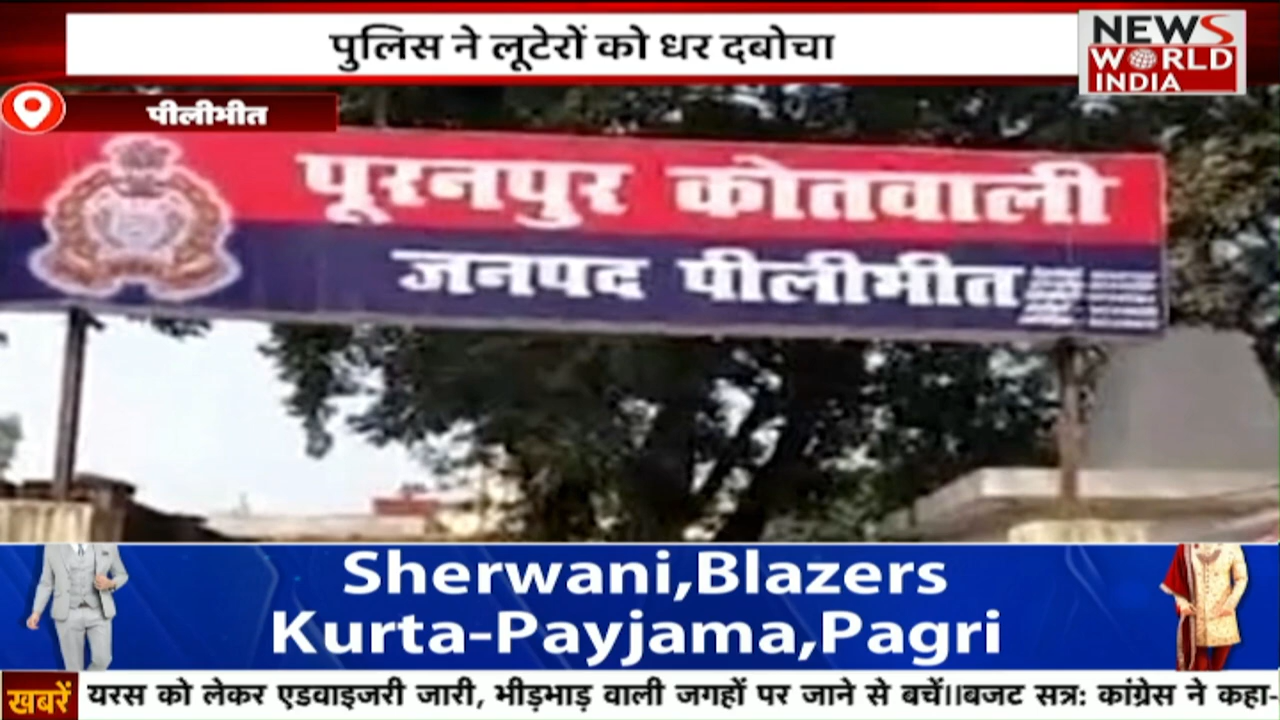 पुलिस ने लूटेरों को धर दबोचा
NEWS
WORLD
INDIA
पीलीभीत
पूरनपुर कोतवाली
जनपद पीलीभीत
Sherwani,Blazers
Kurta-Payjama,Pagri
खबरें
यरस को लेकर एडवाइजरी जारी, भीड़भाड़ वाली जगहों पर जाने से बचें।।बजट सत्र: कांग्रेस ने कहा-